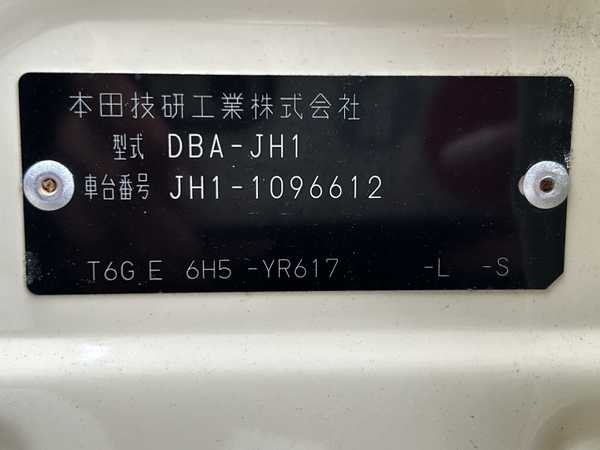 本田技研工業株式会社
型式 DBA-JH1
車台番号 JH1-1096612
T6G E 6H5 -YR617 -L -S